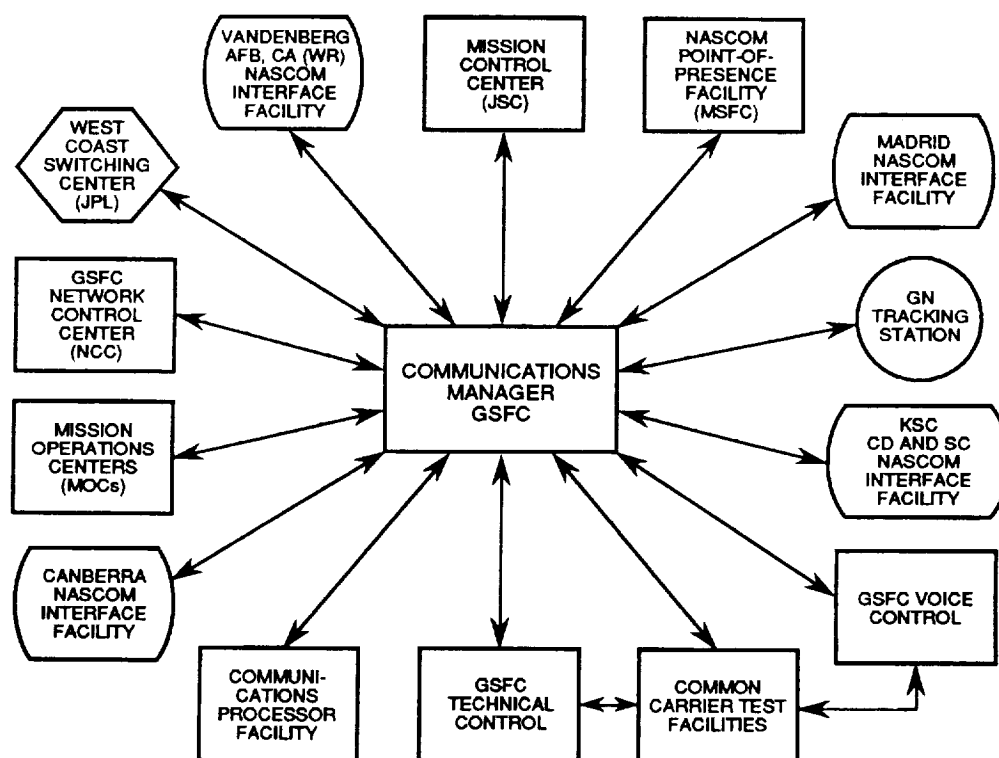 VANDENBERG
AFB, CA (WR)
NASCOM
INTERFACE
FACILITY
MISSION
CONTROL
CENTER
(JSC)
NASCOM
POINT-OF-
PRESENCE
FACILITY
(MSFC)
WEST
COAST
SWITCHING
CENTER
(JPL)
MADRID
NASCOM
INTERFACE
FACILITY
GSFC
NETWORK
CONTROL
CENTER
(NCC)
GN
TRACKING
STATION
COMMUNICATIONS
MANAGER
GSFC
MISSION
OPERATIONS
CENTERS
(MOCs)
KSC
CD AND SC
NASCOM
INTERFACE
FACILITY
CANBERRA
NASCOM
INTERFACE
FACILITY
GSFC VOICE
CONTROL
COMMUNI-
CATIONS
PROCESSOR
FACILITY
GSFC
TECHNICAL
CONTROL
COMMON
CARRIER TEST
FACILITIES